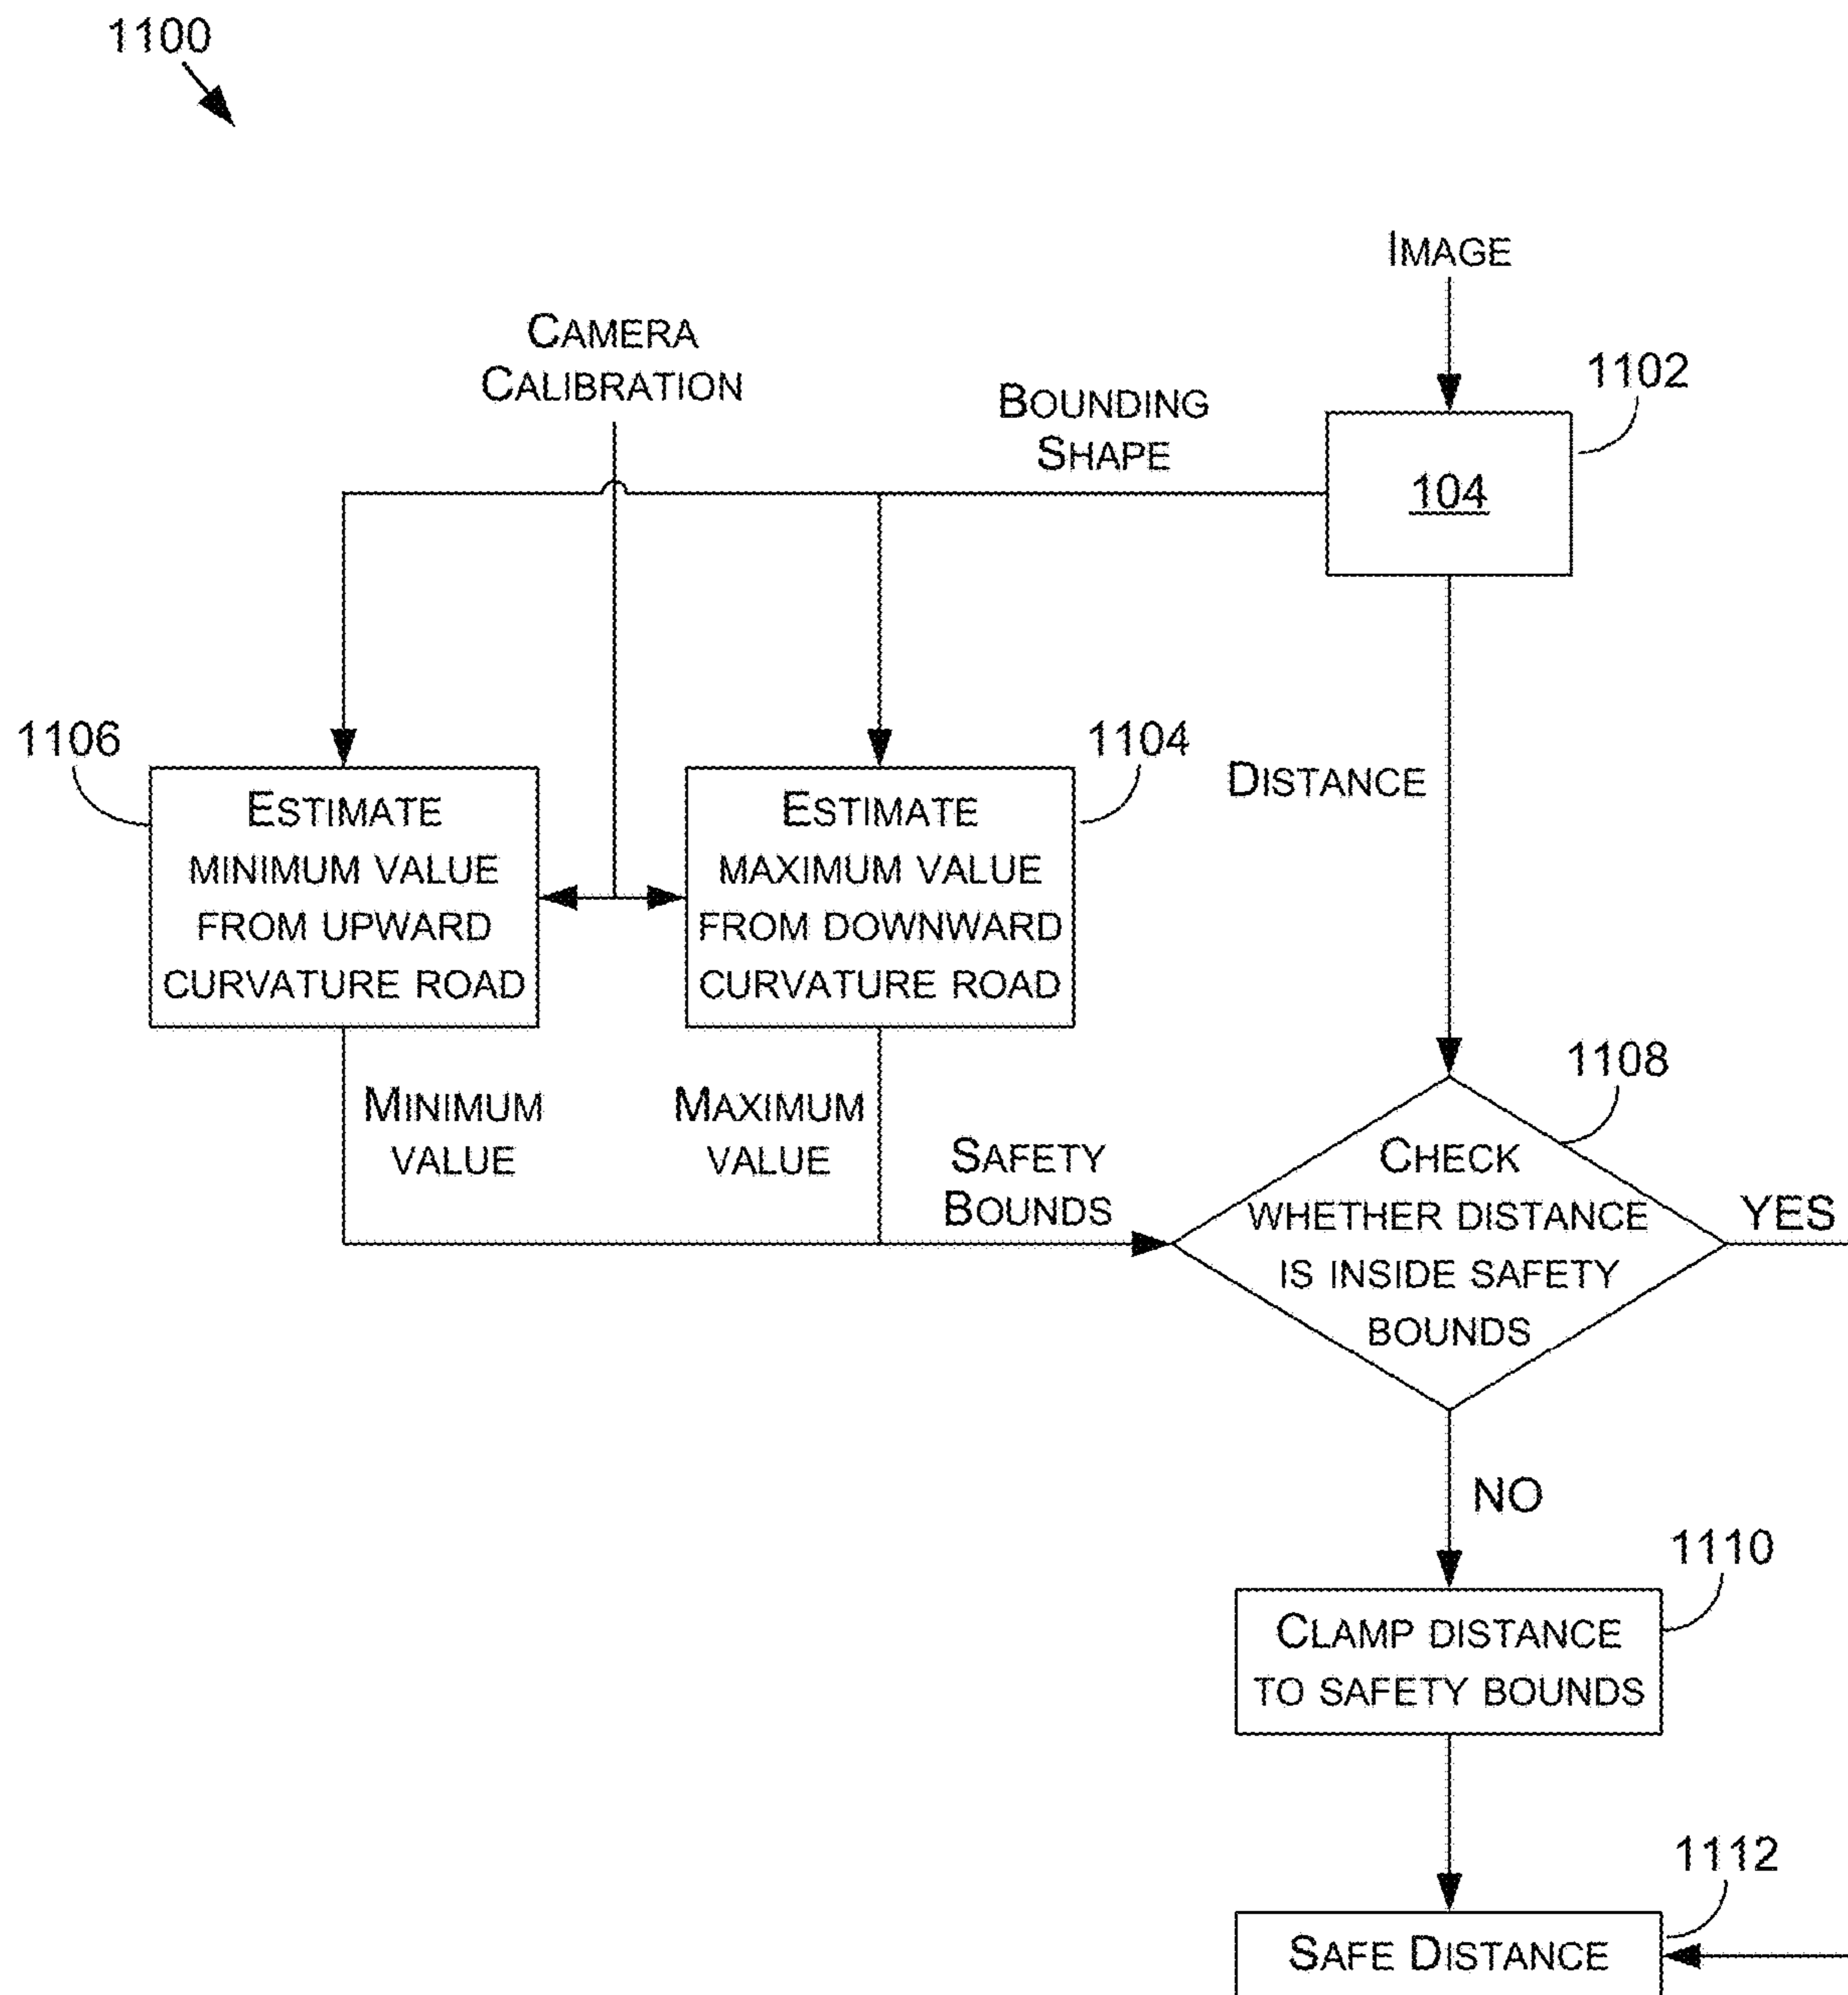 1100
IMAGE
CAMERA
CALIBRATION
BOUNDING
SHAPE
1102
104
1106
1104
ESTIMATE
MINIMUM VALUE
FROM UPWARD
CURVATURE ROAD
ESTIMATE
MAXIMUM VALUE
FROM DOWNWARD
CURVATURE ROAD
DISTANCE
MINIMUM
VALUE
MAXIMUM
VALUE
SAFETY
BOUNDS
1108
CHECK
WHETHER DISTANCE
IS INSIDE SAFETY
BOUNDS
YES
NO
1110
CLAMP DISTANCE
TO SAFETY BOUNDS
1112
SAFE DISTANCE